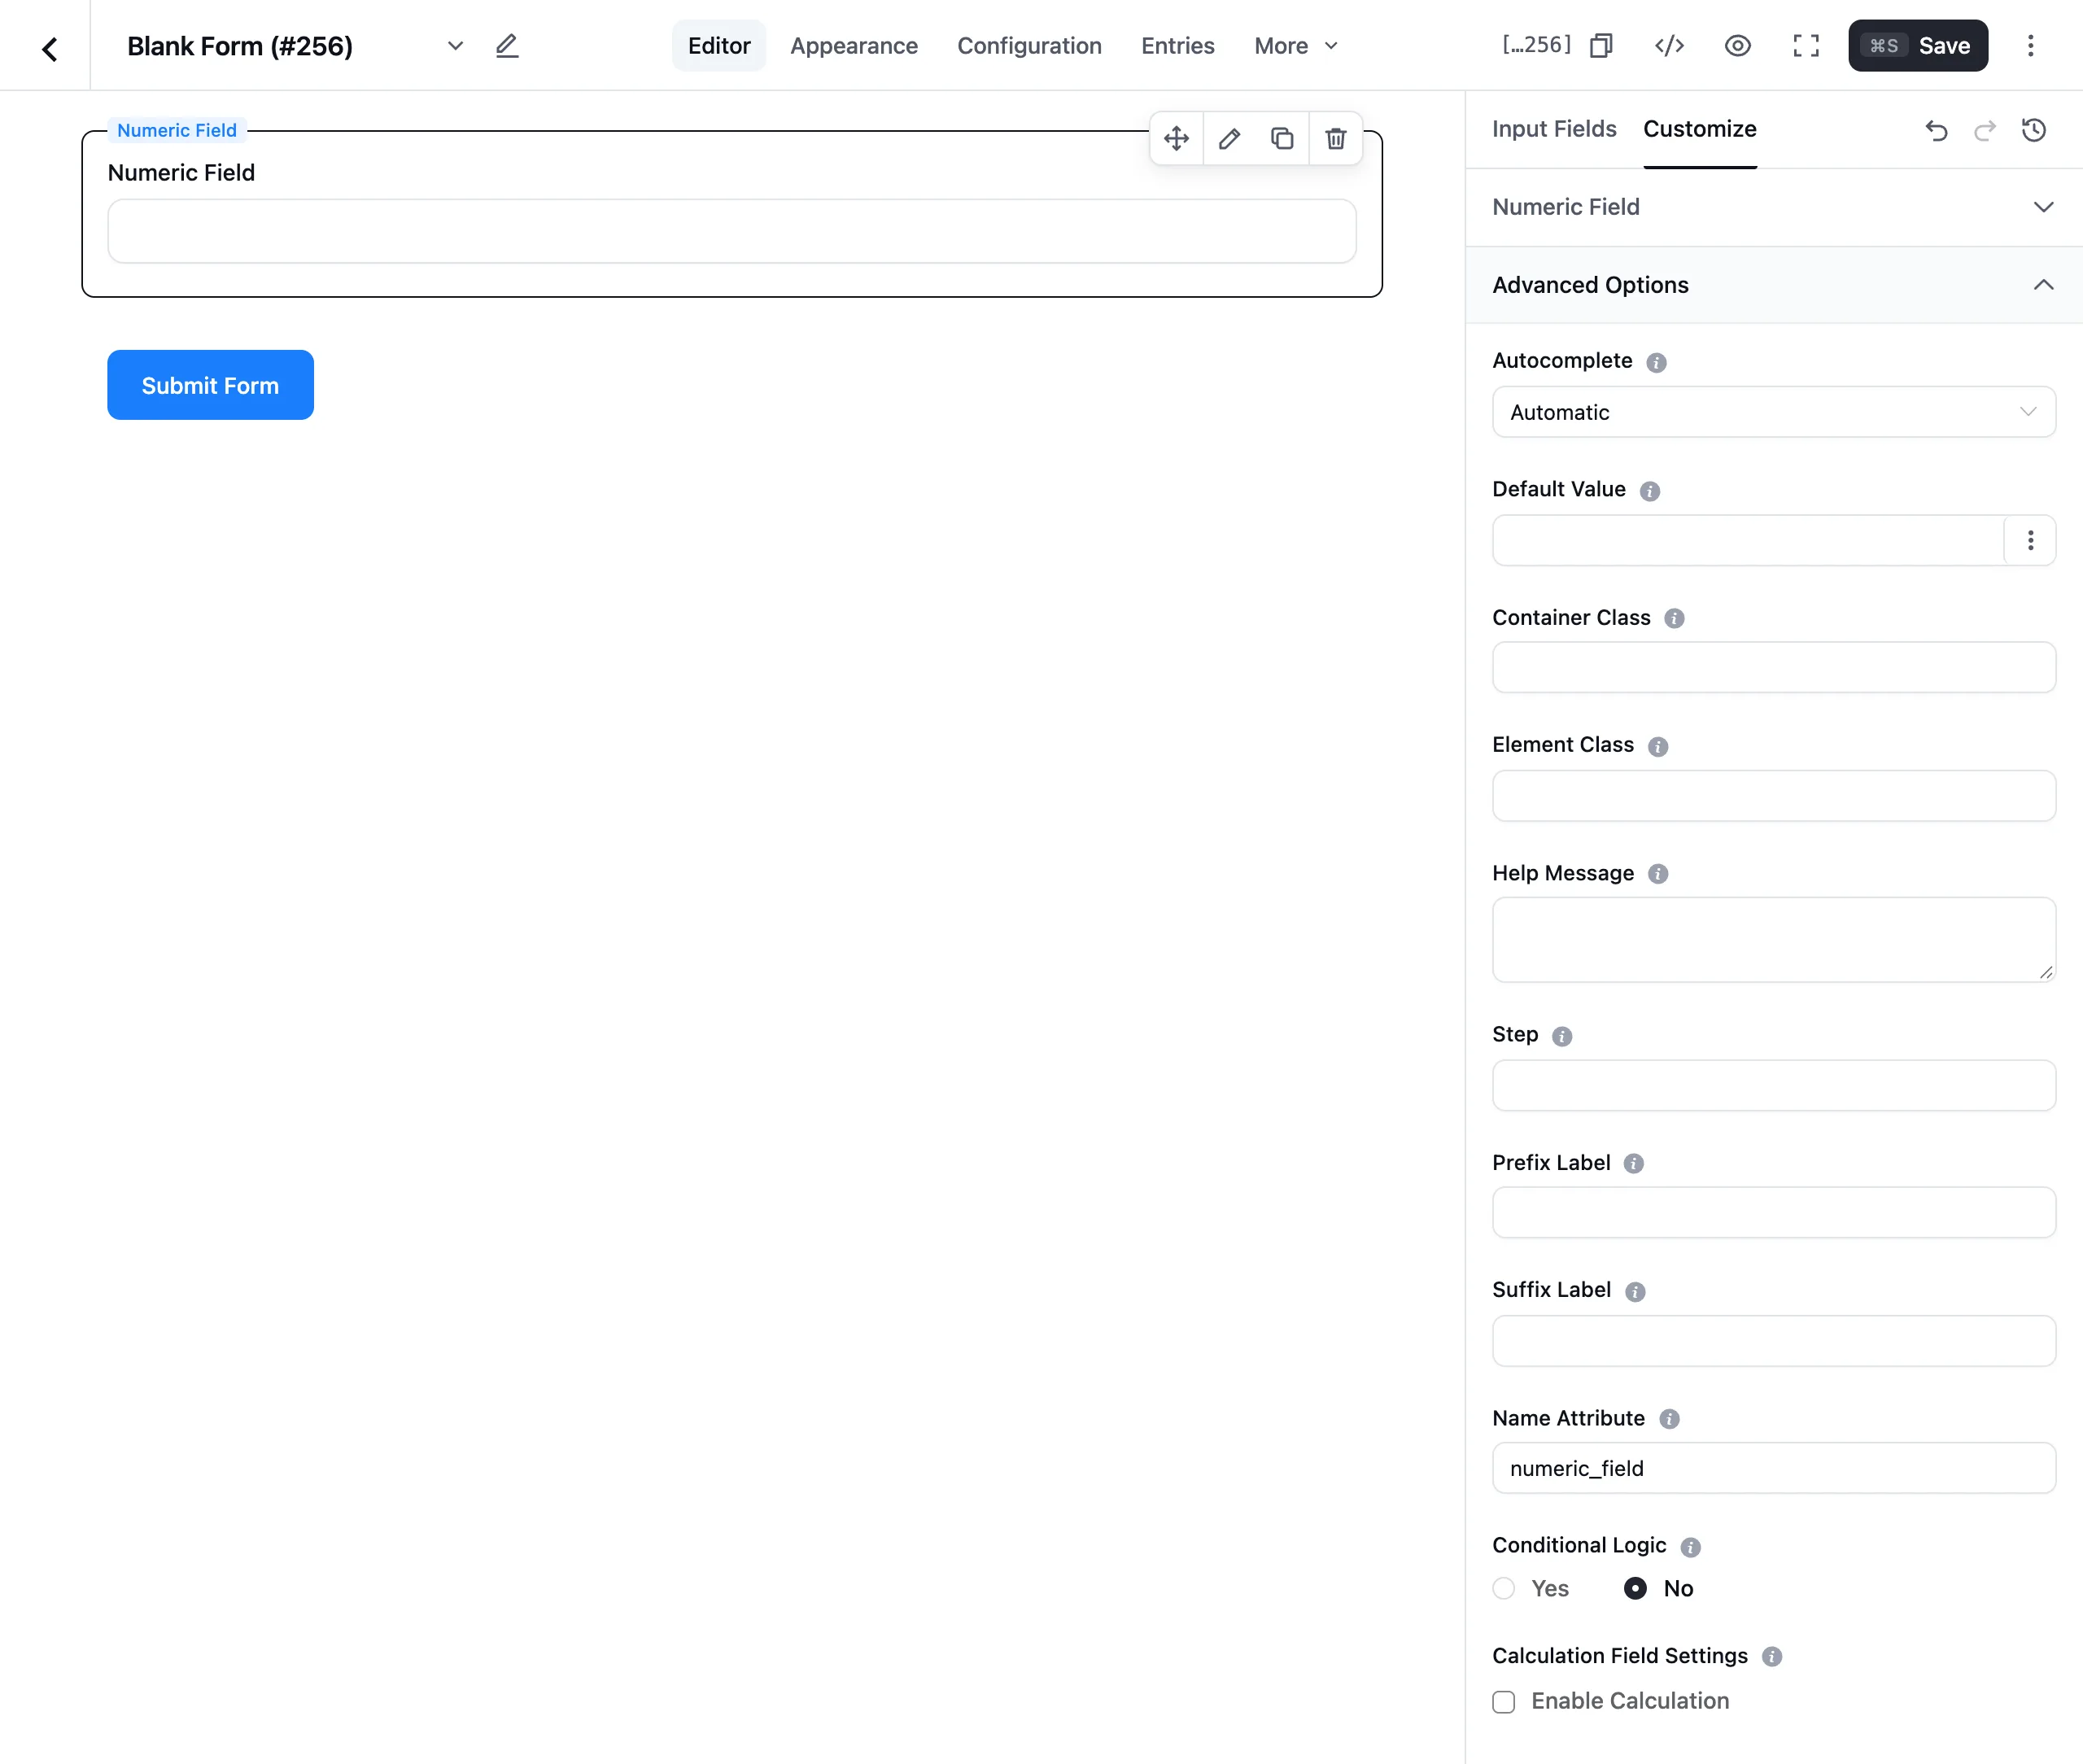 Blank Form (#256)
Editor
Appearance
Configuration
Entries
More
[…256]
⌘S Save
Numeric Field
Numeric Field
Submit Form
Input Fields
Customize
Numeric Field
Advanced Options
Autocomplete
Automatic
Default Value
Container Class
Element Class
Help Message
Step
Prefix Label
Suffix Label
Name Attribute
numeric_field
Conditional Logic
Yes
No
Calculation Field Settings
Enable Calculation